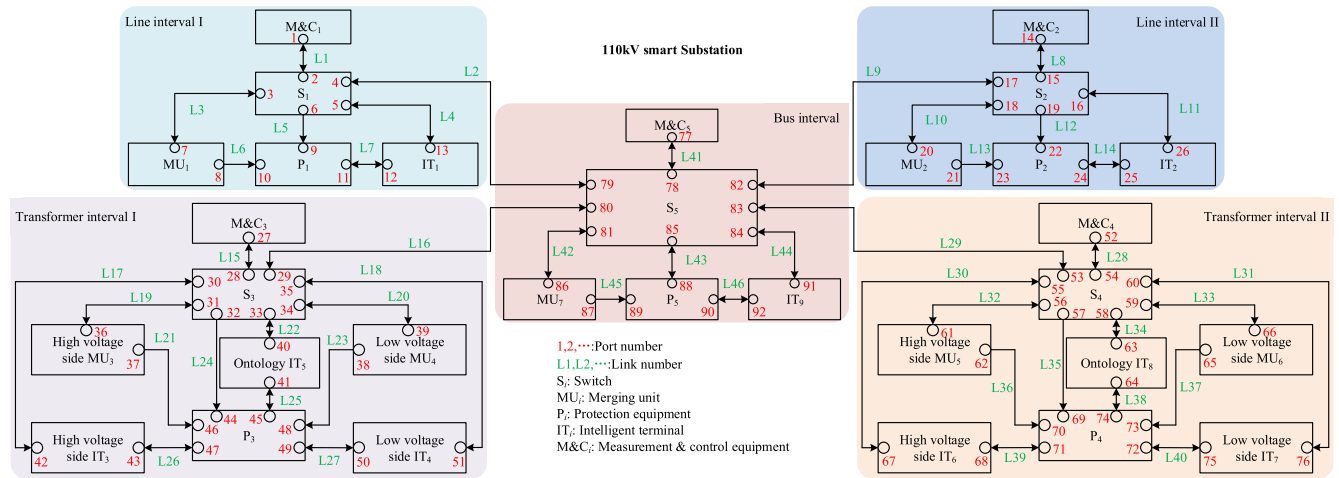 110kV smart Substation
Line interval I
M&C1
1
L1
2
3
4
S1
5
6
L2
L3
L4
L5
7
MU1
8
L6
9
P1
10
11
L7
13
IT1
12
Line interval II
M&C2
14
L8
15
17
S2
16
18
19
L9
L10
L11
L12
20
MU2
21
L13
22
P2
23
24
L14
26
IT2
25
Bus interval
M&C5
77
L41
78
79
82
80
S5
83
81
85
84
L42
L43
L44
86
MU7
87
L45
88
P5
89
90
L46
91
IT9
92
Transformer interval I
M&C3
27
L15
L16
28
29
30
S3
35
31
32
33
34
L17
L18
L19
L20
L21
L22
L23
L24
36
High voltage
side MU3
37
40
Ontology IT5
41
39
Low voltage
side MU4
38
L25
44
45
46
P3
48
47
49
High voltage
side IT3
42
43
L26
L27
Low voltage
side IT4
50
51
Transformer interval II
M&C4
52
L28
L29
53
54
55
S4
60
56
57
58
59
L30
L31
L32
L33
L34
L35
L36
L37
61
High voltage
side MU5
62
63
Ontology IT8
64
66
Low voltage
side MU6
65
L38
69
74
70
P4
73
71
72
High voltage
side IT6
67
68
L39
L40
Low voltage
side IT7
75
76
1,2,⋯:Port number
L1,L2,⋯:Link number
Si: Switch
MUi: Merging unit
Pi: Protection equipment
ITi: Intelligent terminal
M&Ci: Measurement & control equipment